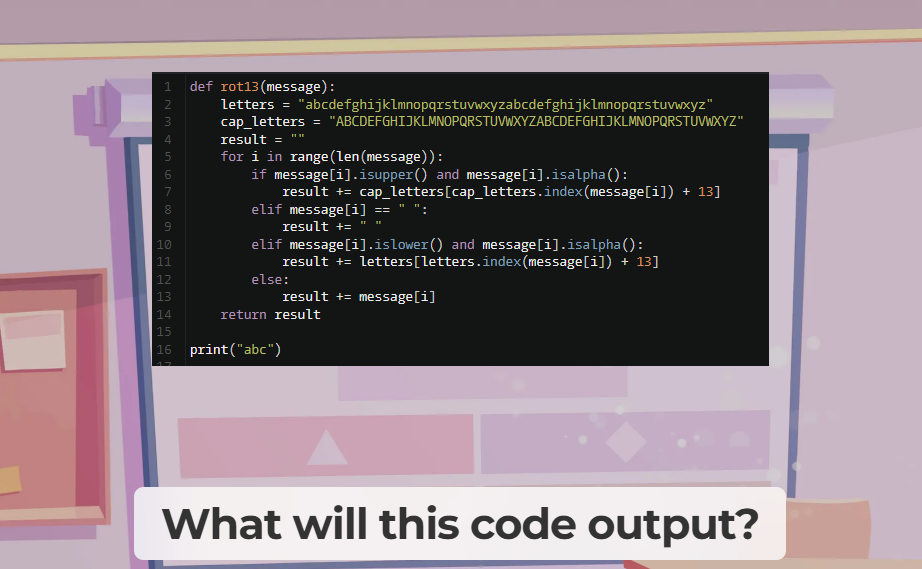 1 def rot13(message):
2 letters = "abcdefghijklmnopqrstuvwxyzabcdefghijklmnopqrstuvwxyz"
3 cap_letters = "ABCDEFGHIJKLMNOPQRSTUVWXYZABCDEFGHIJKLMNOPQRSTUVWXYZ"
4 result = ""
5 for i in range(len(message)):
6 if message[i].isupper() and message[i].isalpha():
7 result += cap_letters[cap_letters.index(message[i]) + 13]
8 elif message[i] == " ":
9 result += " "
10 elif message[i].islower() and message[i].isalpha():
11 result += letters[letters.index(message[i]) + 13]
12 else:
13 result += message[i]
14 return result
15
16 print("abc")
17
What will this code output?